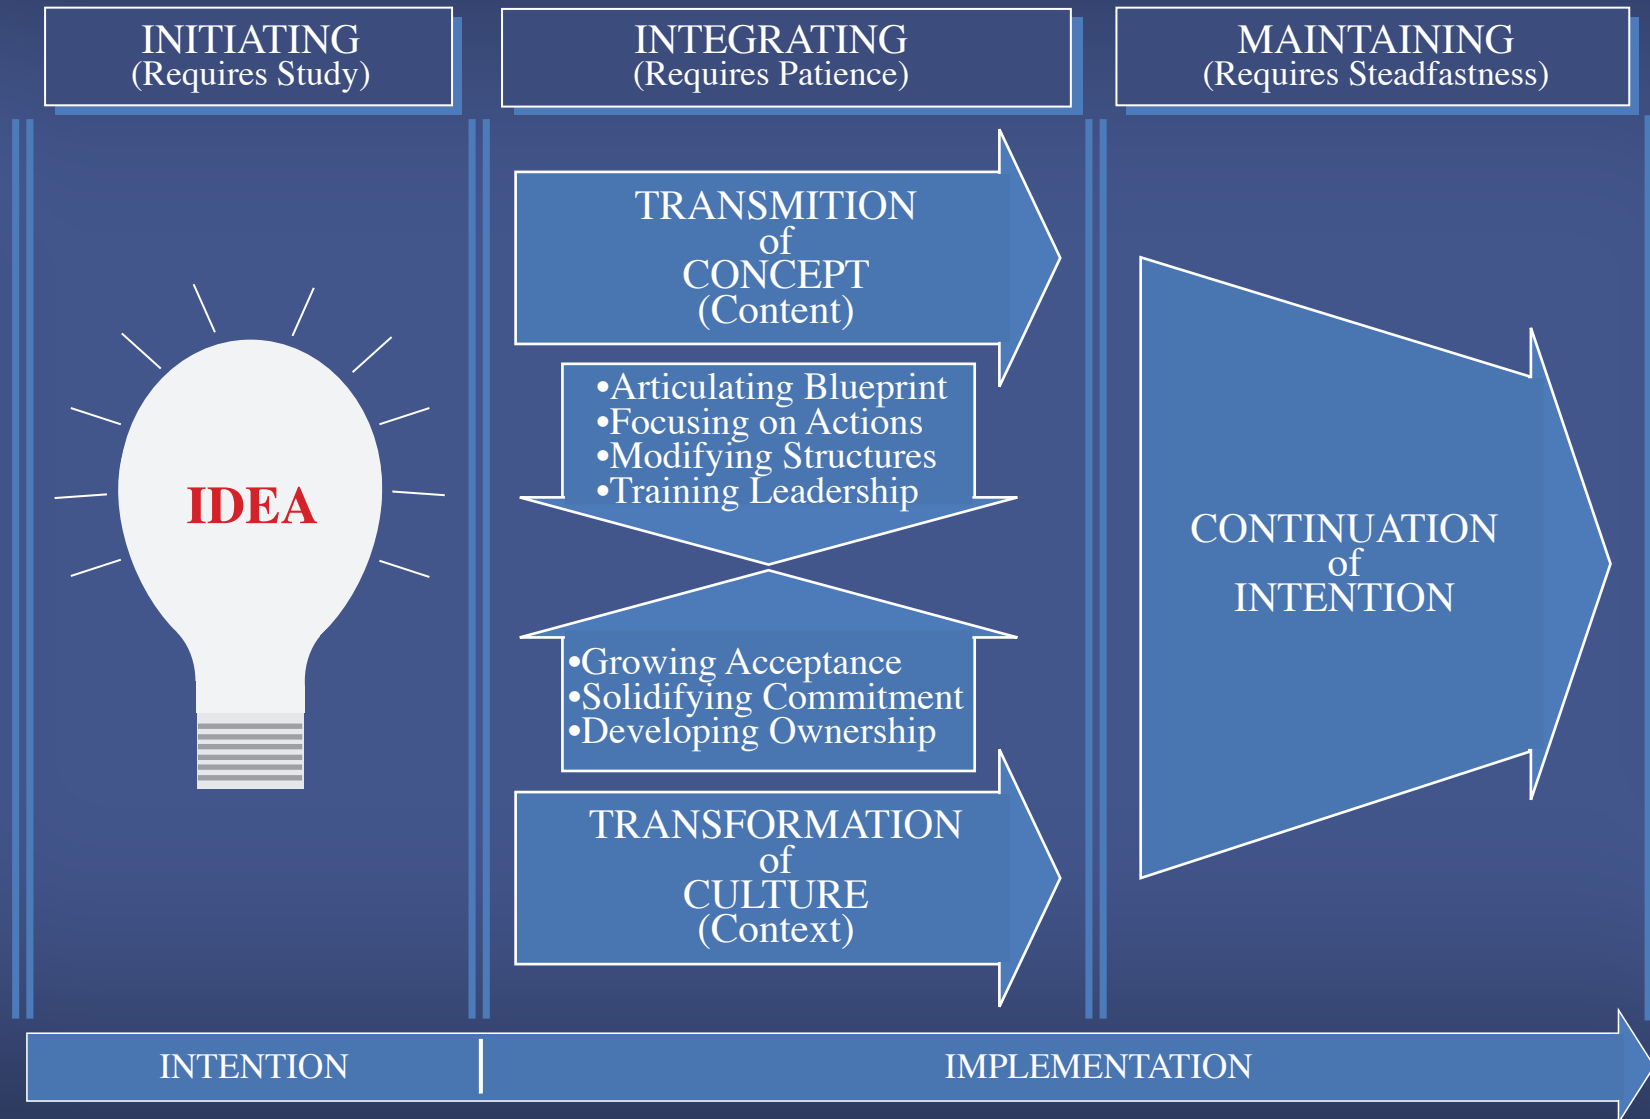 INITIATING
(Requires Study)
INTEGRATING
(Requires Patience)
MAINTAINING
(Requires Steadfastness)
IDEA
TRANSMITION
of
CONCEPT
(Content)
•Articulating Blueprint
•Focusing on Actions
•Modifying Structures
•Training Leadership
•Growing Acceptance
•Solidifying Commitment
•Developing Ownership
TRANSFORMATION
of
CULTURE
(Context)
CONTINUATION
of
INTENTION
INTENTION
IMPLEMENTATION